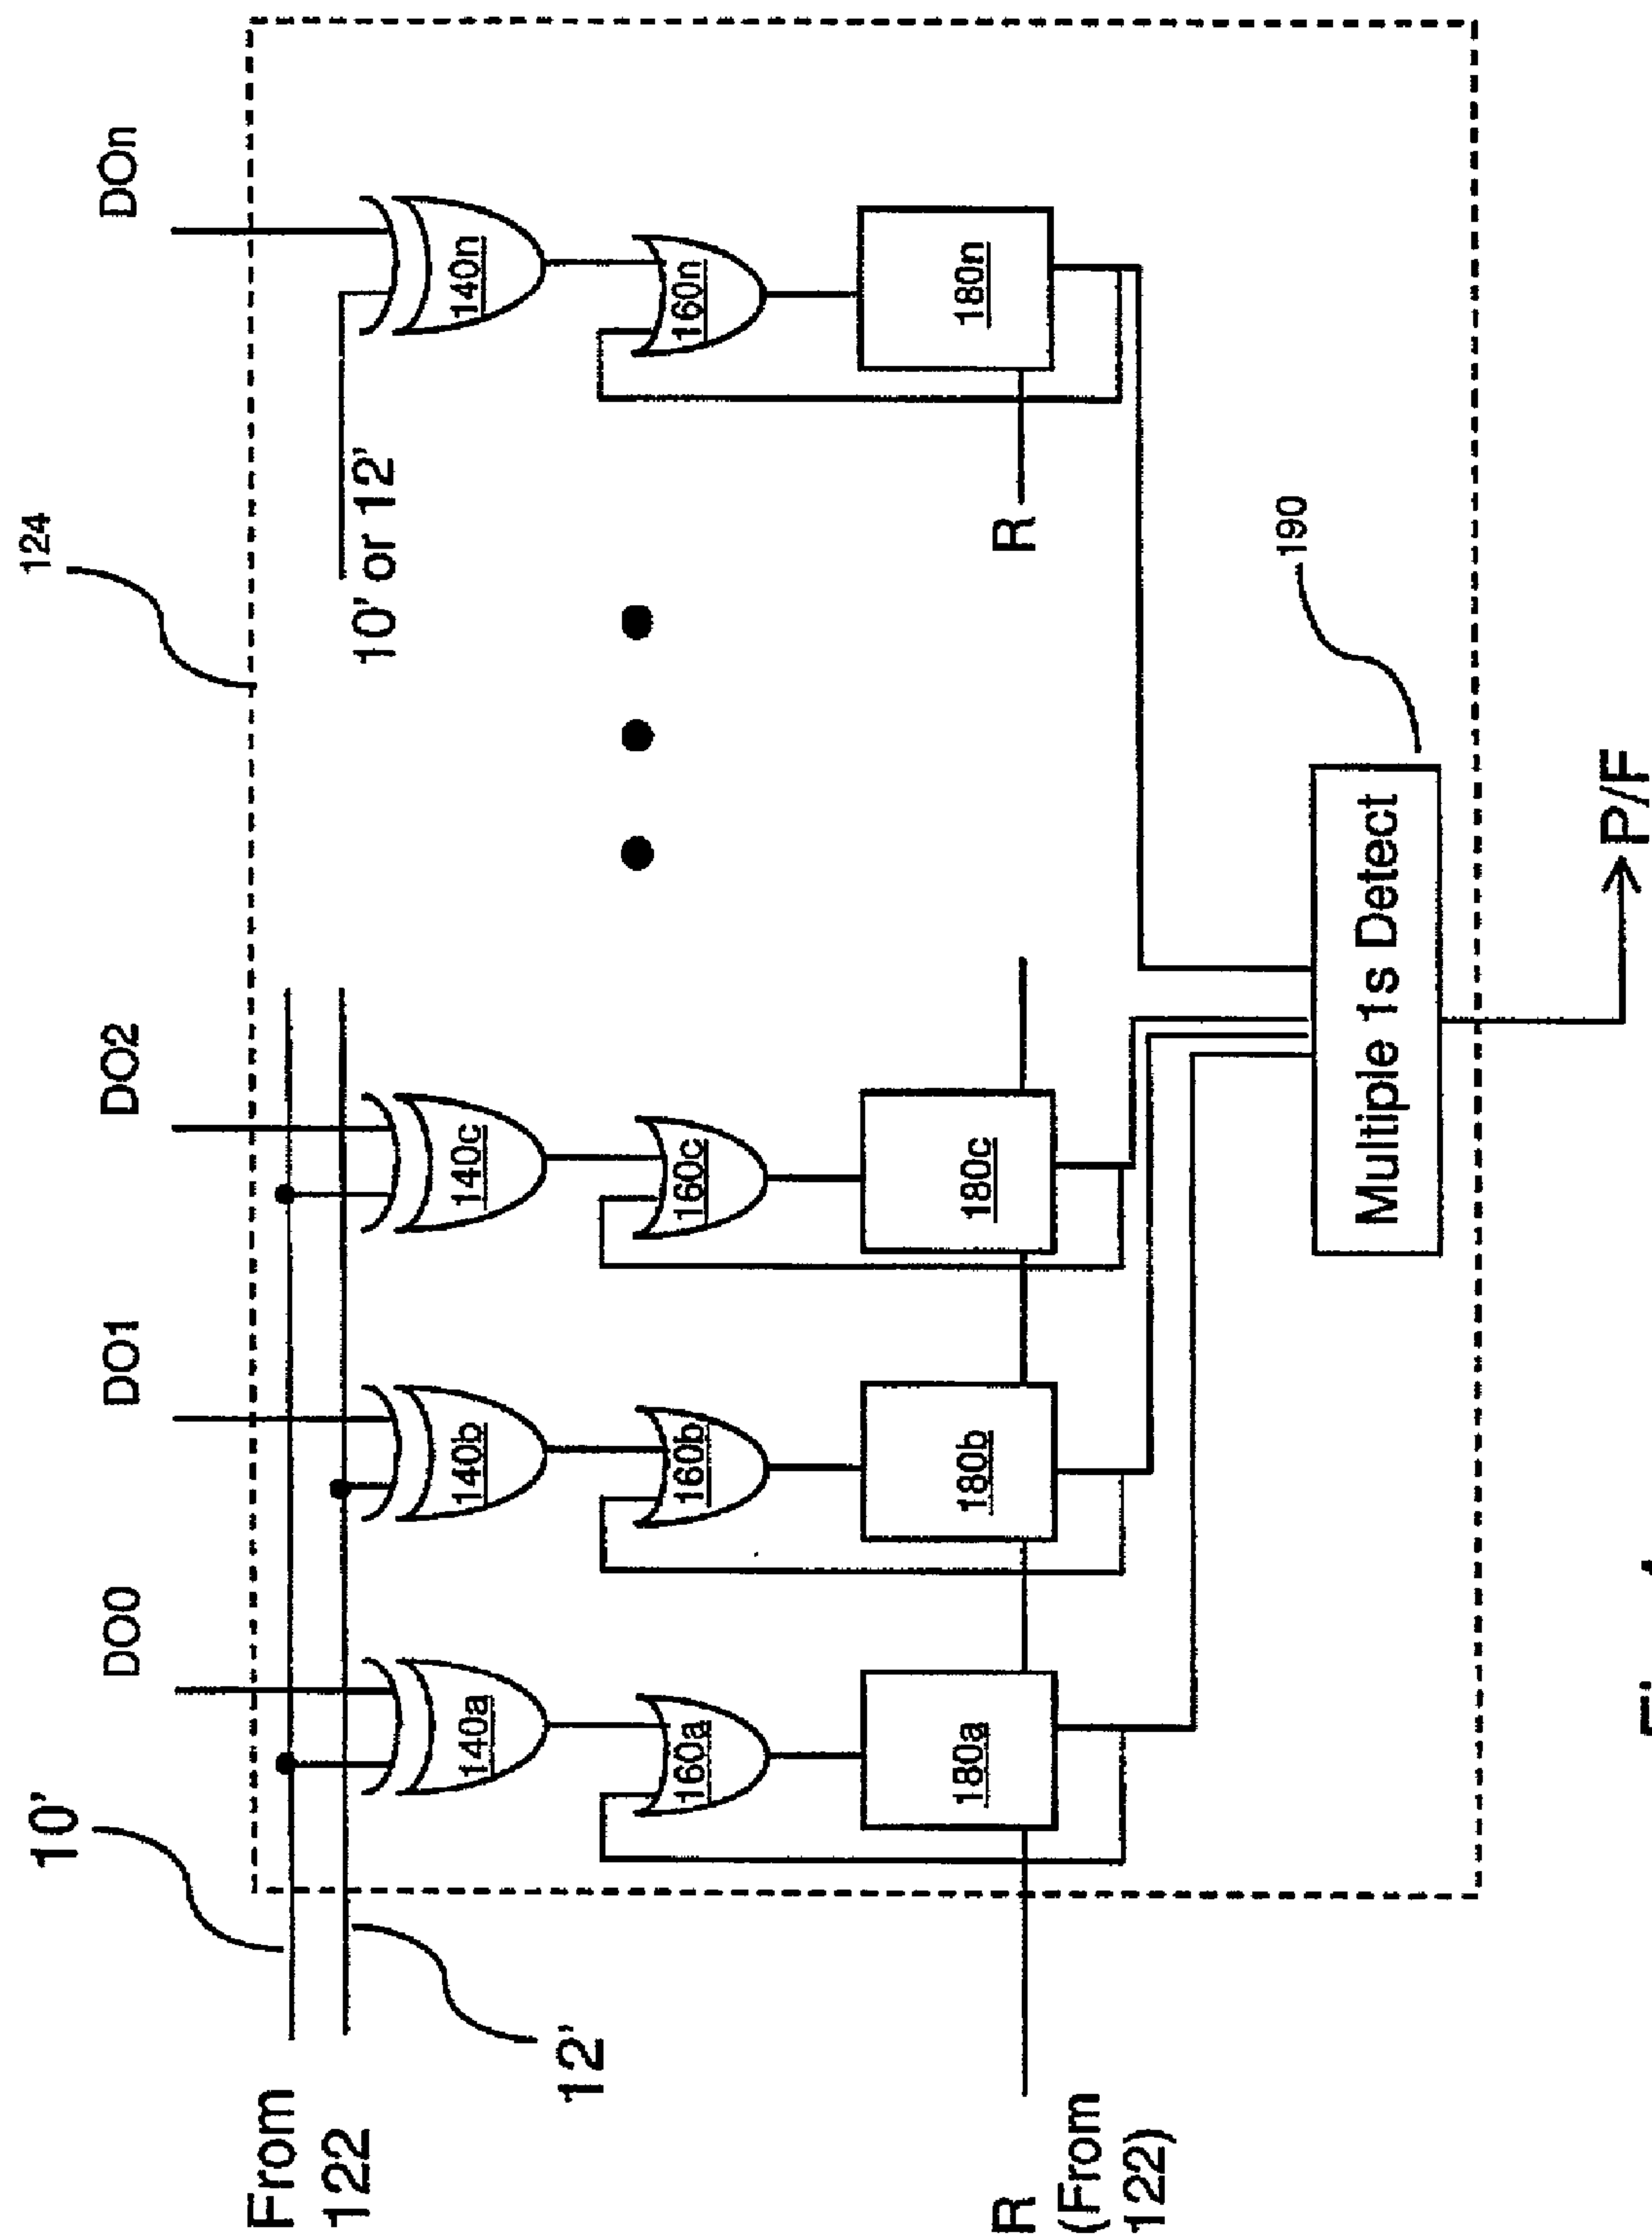 124
DO0
DO1
DO2
DOn
10'
12'
From
122
10' or 12'
140a
140b
140c
140n
160a
160b
160c
160n
180a
180b
180c
180n
R
R
(From
122)
190
Multiple 1s Detect
P/F